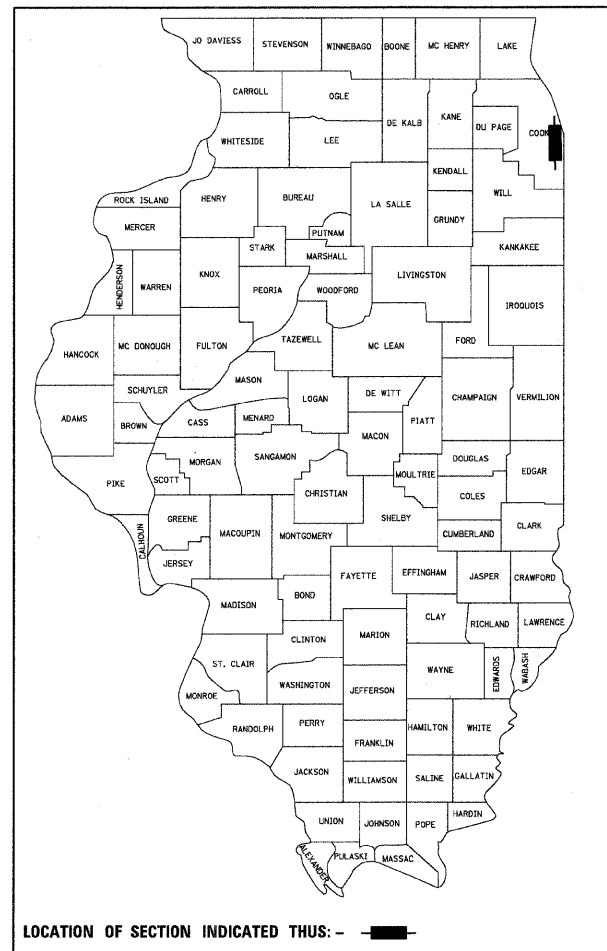 JO DAVIESS STEVENSON WINNEBAGO BOONE MC HENRY LAKE
CARROLL OGLE DE KALB KANE DU PAGE COOK
WHITESIDE LEE KENDALL WILL
ROCK ISLAND HENRY BUREAU LA SALLE GRUNDY
MERCER PUTNAM KANKAKEE
STARK MARSHALL
HENDERSON WARREN KNOX PEORIA WOODFORD LIVINGSTON IROQUOIS
HANCOCK MC DONOUGH FULTON TAZEWELL MC LEAN FORD
SCHUYLER MASON LOGAN DE WITT CHAMPAIGN VERMILION
ADAMS BROWN CASS MENARD MACON PIATT
PIKE SCOTT MORGAN SANGAMON CHRISTIAN MOULTRIE DOUGLAS EDGAR
COLES
CALHOUN GREENE MACOUPIN MONTGOMERY SHELBY CUMBERLAND CLARK
JERSEY FAYETTE EFFINGHAM JASPER CRAWFORD
MADISON BOND CLAY RICHLAND LAWRENCE
CLINTON MARION
ST. CLAIR WAYNE EDWARDS WABASH
MONROE WASHINGTON JEFFERSON
RANDOLPH PERRY HAMILTON WHITE
FRANKLIN
JACKSON WILLIAMSON SALINE GALLATIN
UNION JOHNSON POPE HARDIN
ALEXANDER PULASKI MASSAC
LOCATION OF SECTION INDICATED THUS: -